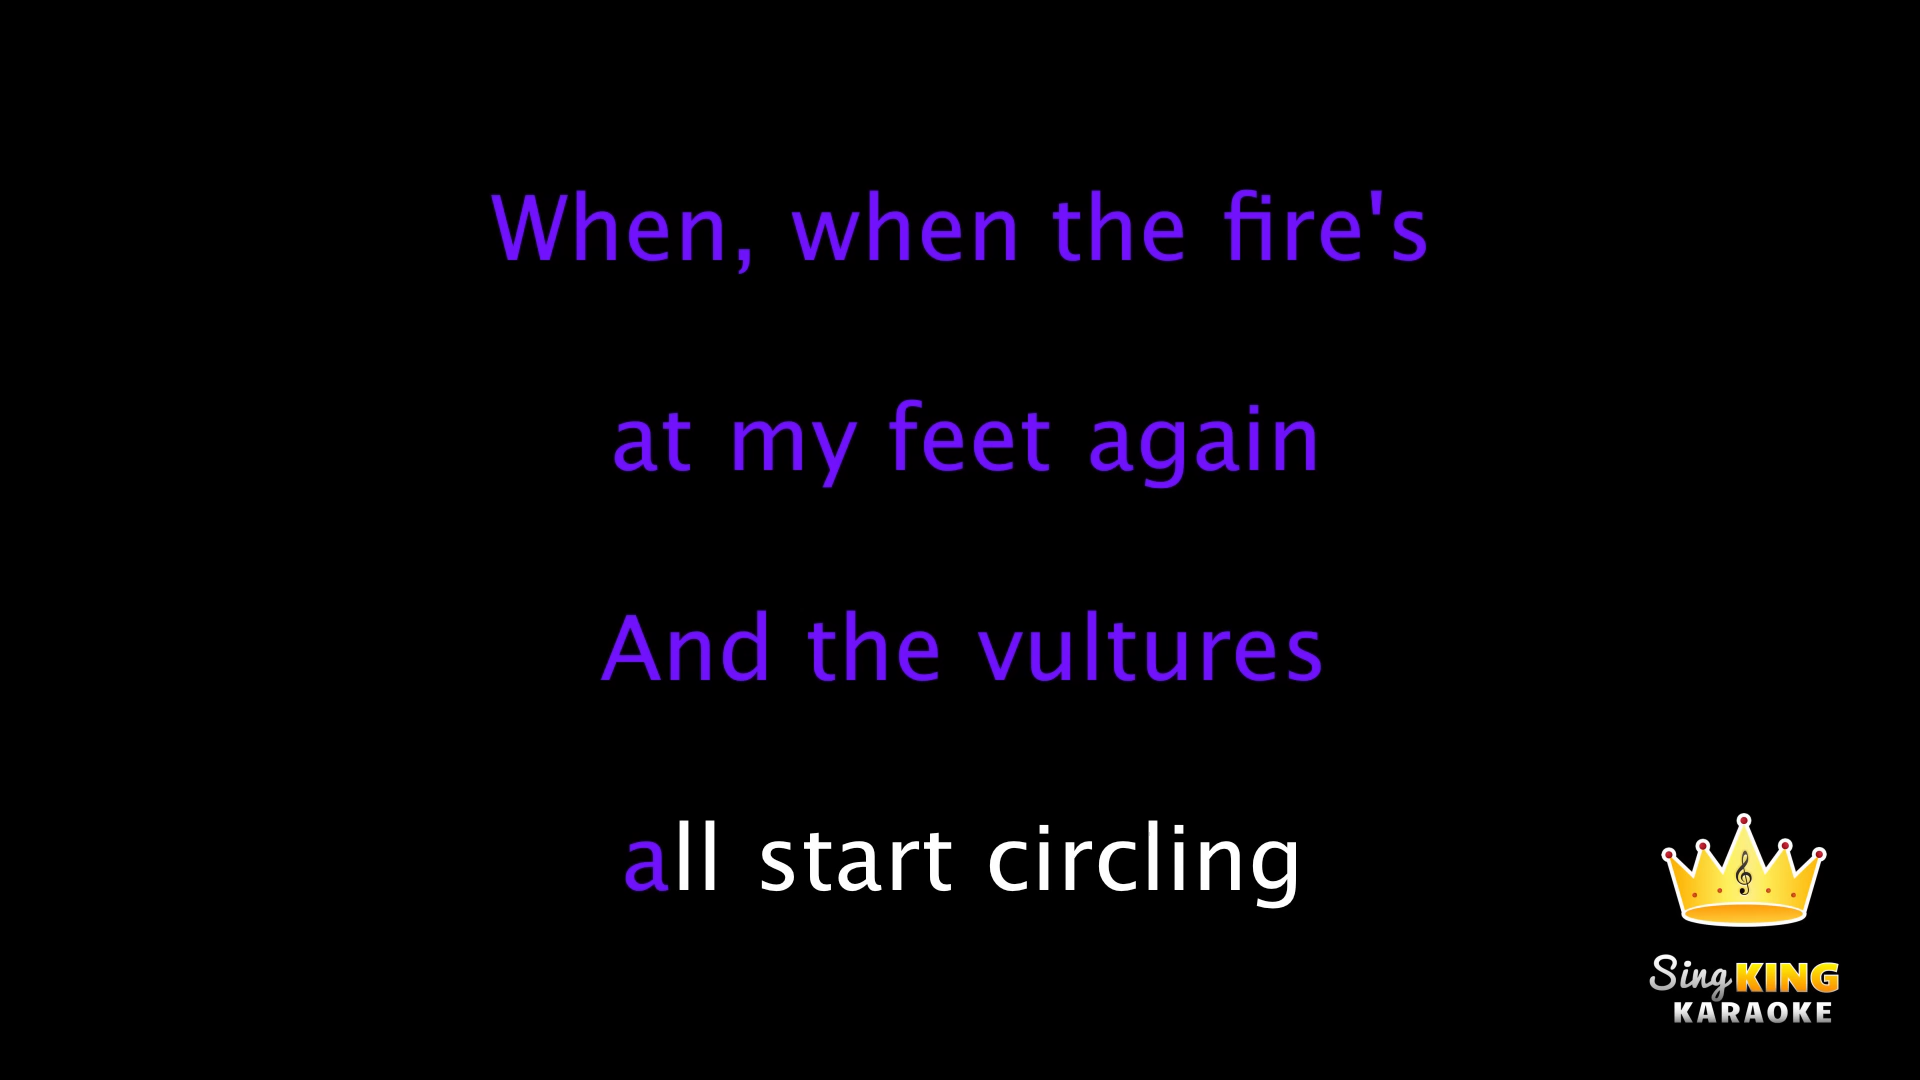 When, when the fire's
at my feet again
And the vultures
all start circling
Sing KING
KARAOKE